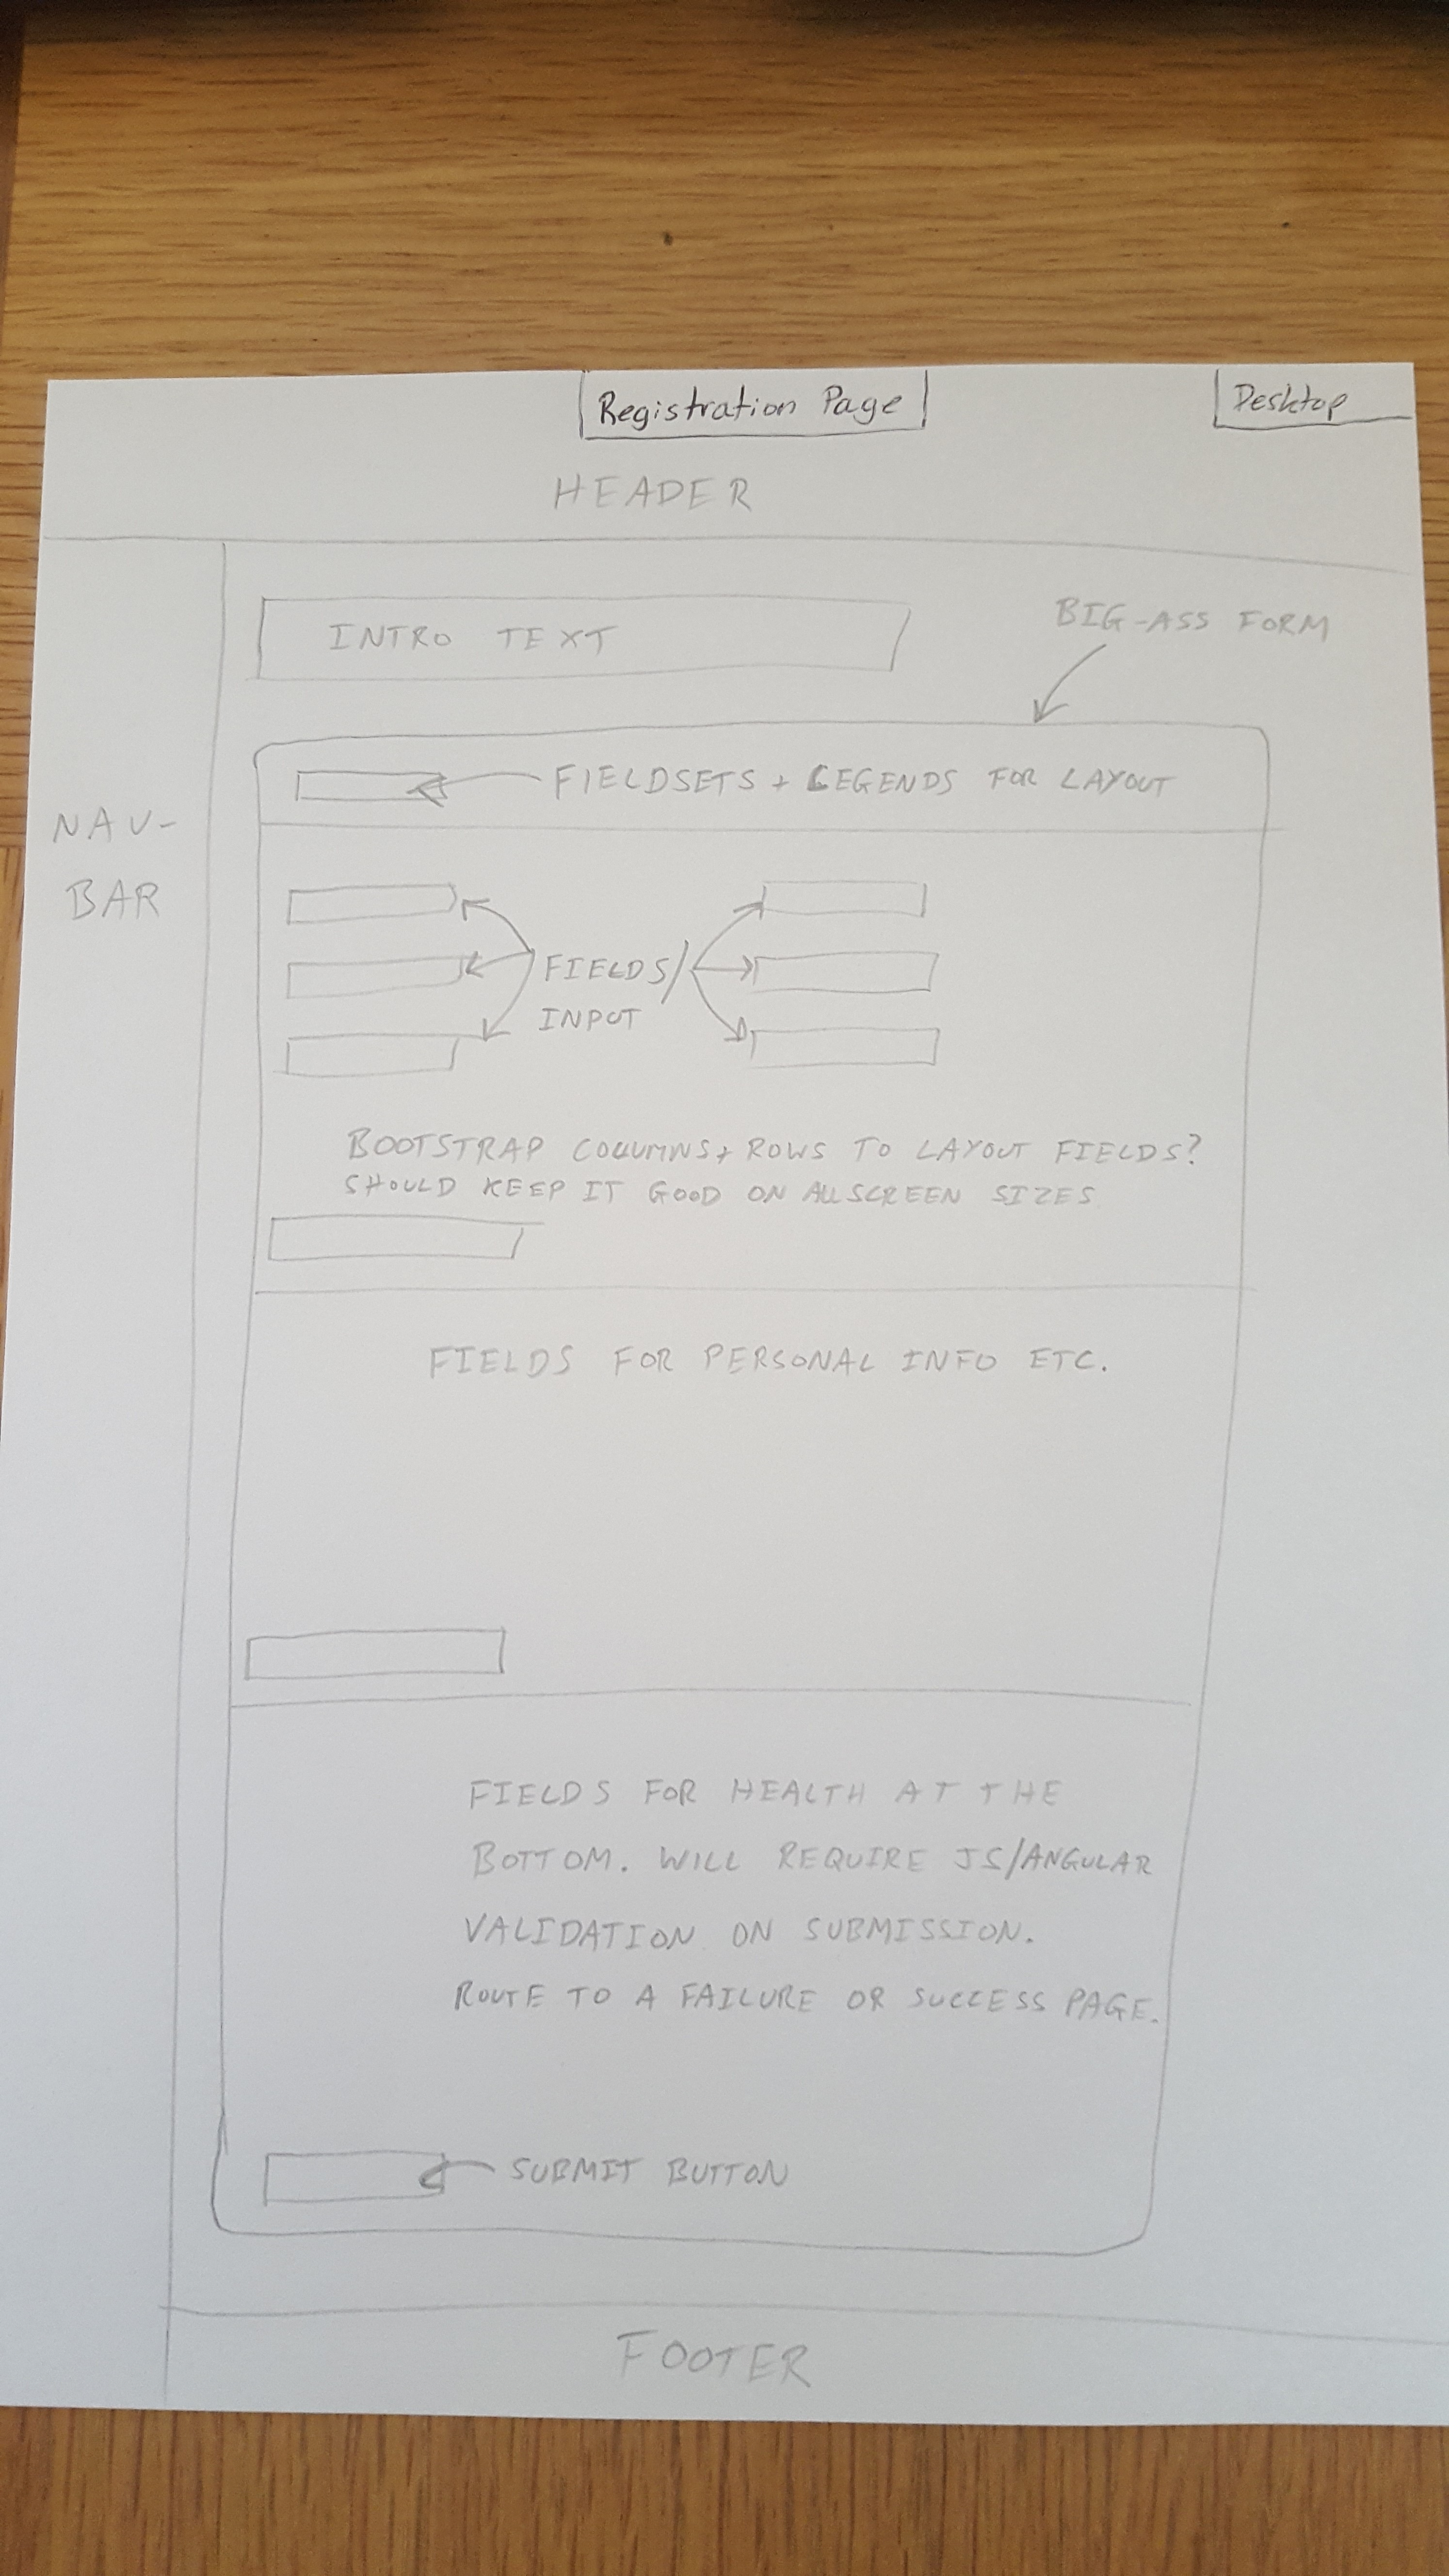 Registration Page
Desktop
HEADER
INTRO TEXT
BIG-ASS FORM
FIELDSETS + LEGENDS FOR LAYOUT
NAV-
BAR
FIELDS/
INPUT
BOOTSTRAP COLUMNS + ROWS TO LAYOUT FIELDS?
SHOULD KEEP IT GOOD ON ALL SCREEN SIZES
FIELDS FOR PERSONAL INFO ETC.
FIELDS FOR HEALTH AT THE
BOTTOM. WILL REQUIRE JS/ANGULAR
VALIDATION ON SUBMISSION.
ROUTE TO A FAILURE OR SUCCESS PAGE.
SUBMIT BUTTON
FOOTER